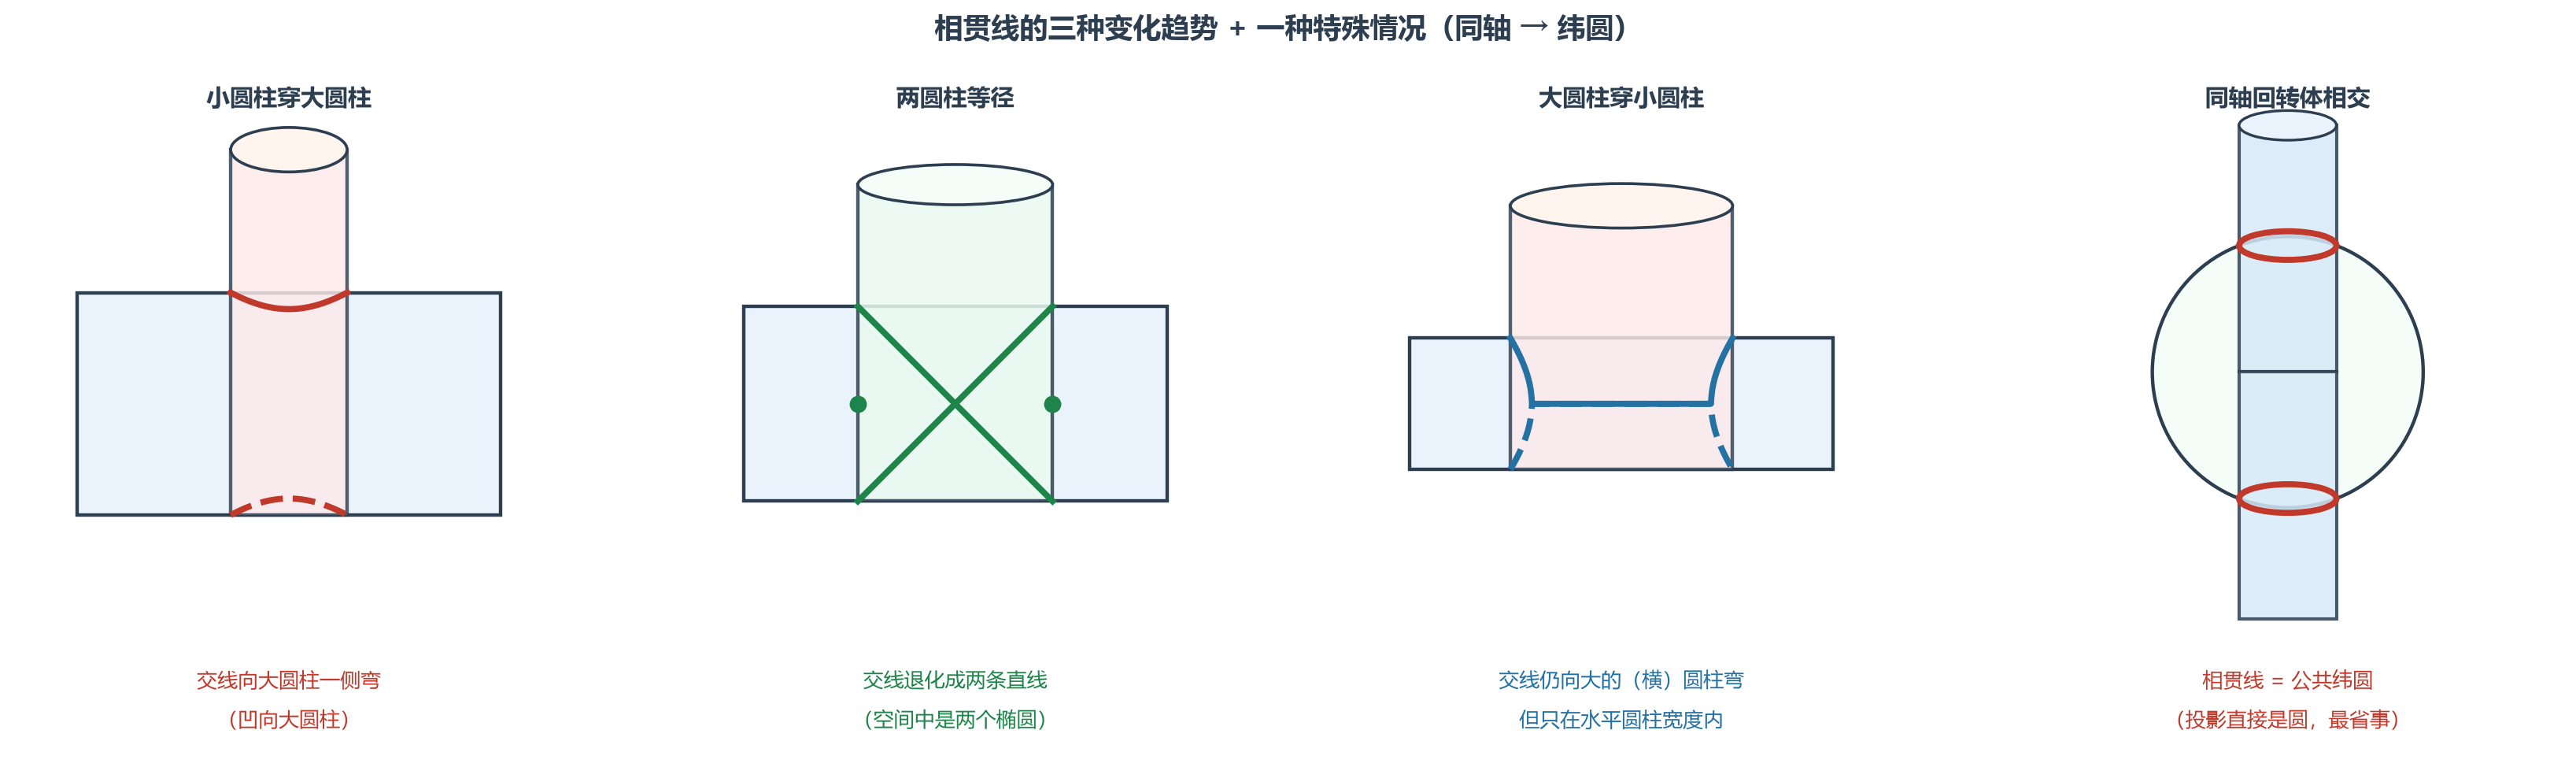 相贯线的三种变化趋势 + 一种特殊情况（同轴 → 纬圆）
小圆柱穿大圆柱
两圆柱等径
大圆柱穿小圆柱
同轴回转体相交
交线向大圆柱一侧弯
（凹向大圆柱）
交线退化成两条直线
（空间中是两个椭圆）
交线仍向大的（横）圆柱弯
但只在水平圆柱宽度内
相贯线 = 公共纬圆
（投影直接是圆，最省事）